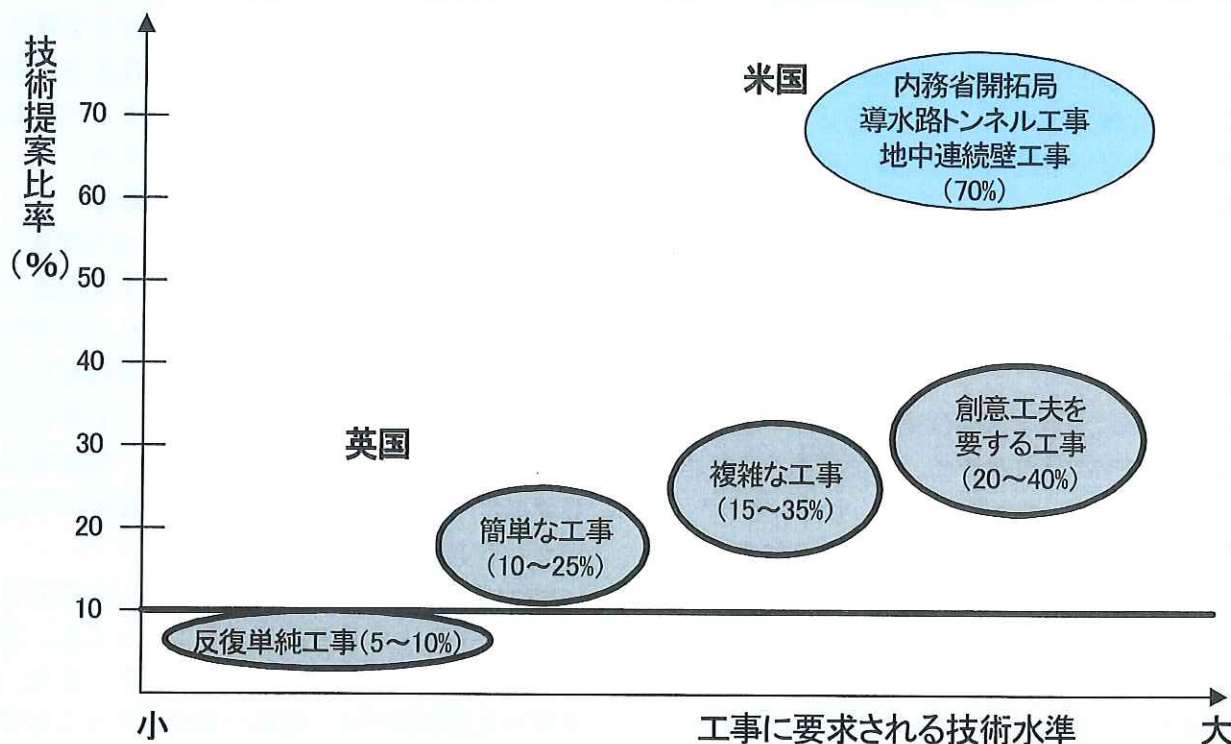 技術提案比率
(%)
70
60
50
40
30
20
10
米国
内務省開拓局
導水路トンネル工事
地中連続壁工事
(70%)
英国
創意工夫を
要する工事
(20～40%)
複雑な工事
(15～35%)
簡単な工事
(10～25%)
反復単純工事(5～10%)
小
工事に要求される技術水準
大